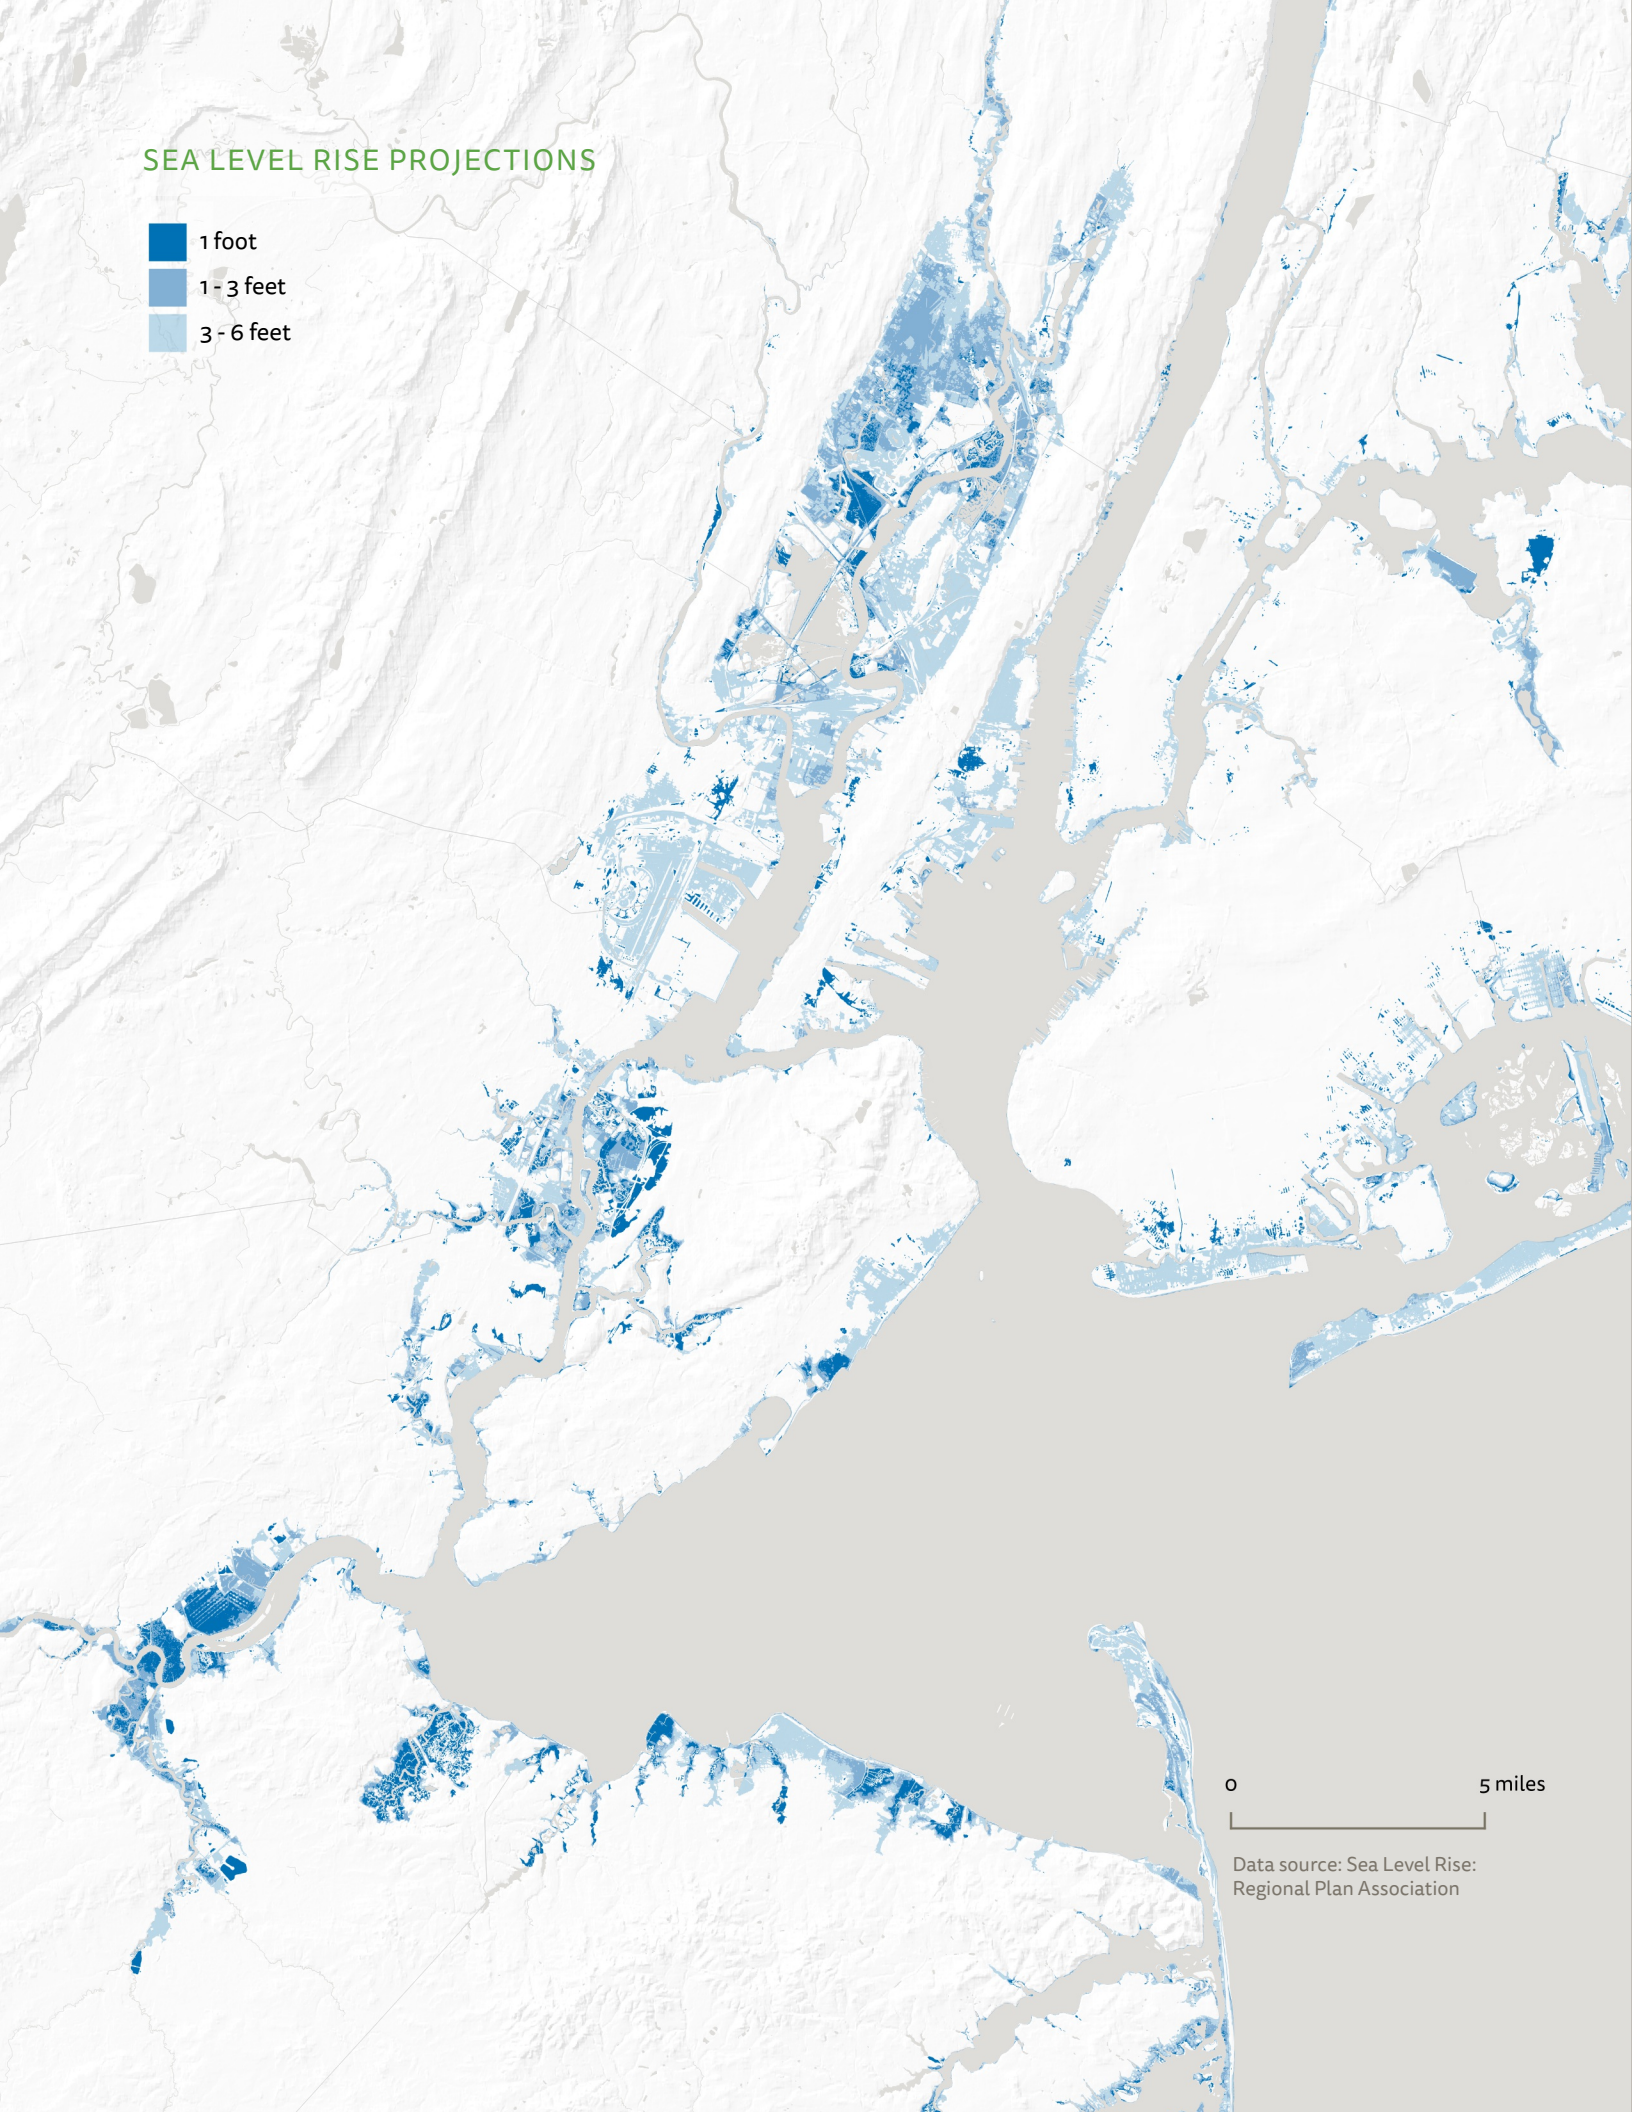 SEA LEVEL RISE PROJECTIONS
1 foot
1 - 3 feet
3 - 6 feet
0 5 miles
Data source: Sea Level Rise:
Regional Plan Association